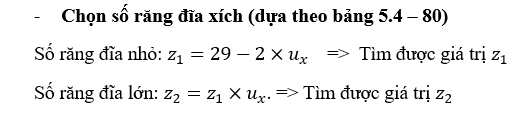 - Chọn số răng đĩa xích (dựa theo bảng 5.4 – 80)
Số răng đĩa nhỏ: z₁ = 29 − 2 × uₓ => Tìm được giá trị z₁
Số răng đĩa lớn: z₂ = z₁ × uₓ. => Tìm được giá trị z₂